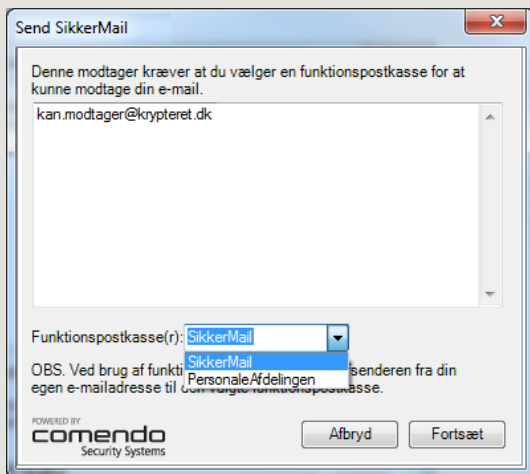 Send SikkerMail
Denne modtager kræver at du vælger en funktionspostkasse for at
kunne modtage din e-mail.
kan.modtager@krypteret.dk
Funktionspostkasse(r): SikkerMail
SikkerMail
PersonaleAfdelingen
OBS. Ved brug af funkti fsenderen fra din
egen e-mailadresse til den valgte funktionspostkasse.
POWERED BY
comendo
Security Systems
Afbryd Fortsæt